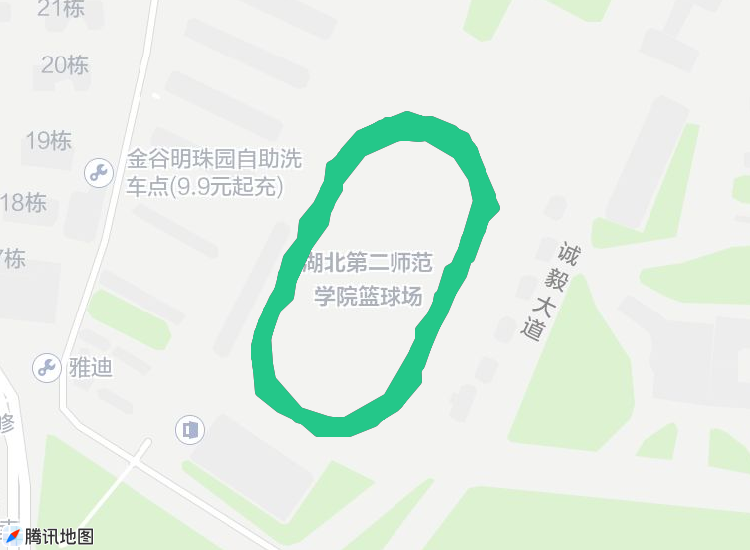 21栋
20栋
19栋
金谷明珠园自助洗
车点(9.9元起充)
18栋
7栋
湖北第二师范
学院篮球场
诚毅大道
雅迪
修
腾讯地图